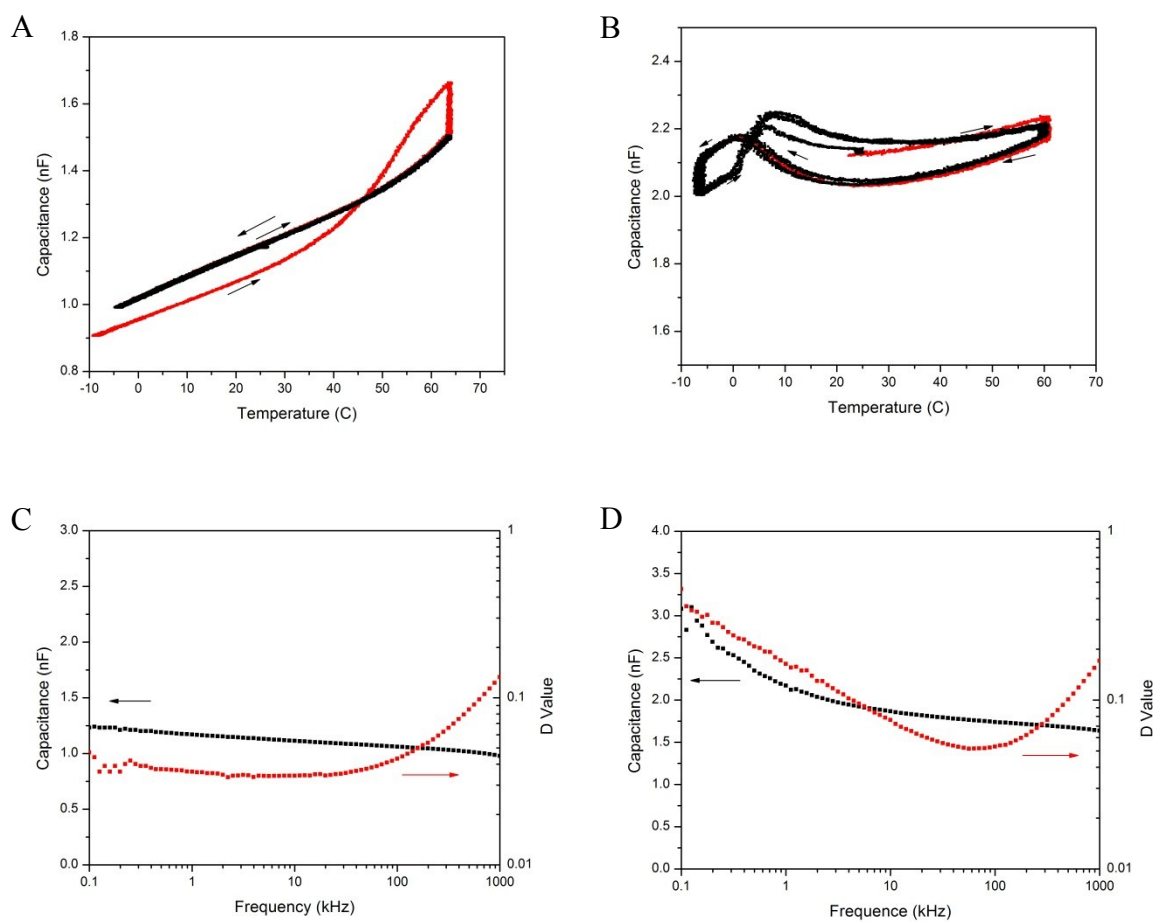 A
1.8
1.6
1.4
1.2
1.0
0.8
Capacitance (nF)
-10 0 10 20 30 40 50 60 70
Temperature (C)
B
2.4
2.2
2.0
1.8
1.6
Capacitance (nF)
-10 0 10 20 30 40 50 60 70
Temperature (C)
C
3.0
2.5
2.0
1.5
1.0
0.5
0.0
Capacitance (nF)
1
0.1
0.01
D Value
0.1 1 10 100 1000
Frequency (kHz)
D
4.0
3.5
3.0
2.5
2.0
1.5
1.0
0.5
0.0
Capacitance (nF)
1
0.1
0.01
D Value
0.1 1 10 100 1000
Frequence (kHz)